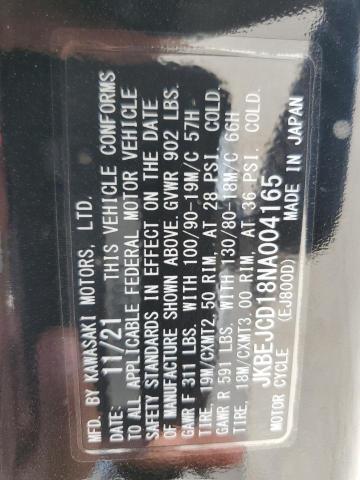 MFD. BY KAWASAKI MOTORS, LTD.
DATE: 11/21 THIS VEHICLE CONFORMS
TO ALL APPLICABLE FEDERAL MOTOR VEHICLE
SAFETY STANDARDS IN EFFECT ON THE DATE
OF MANUFACTURE SHOWN ABOVE. GVWR 902 LBS.
GAWR F 311 LBS. WITH 100/90-19M/C 57H
TIRE, 19M/CXMT2.50 RIM, AT 28 PSI. COLD.
GAWR R 591 LBS. WITH 130/80-18M/C 66H
TIRE, 18M/CXMT3.00 RIM, AT 36 PSI. COLD.
JKBEJCD18NA004165
MOTOR CYCLE (EJ800D) MADE IN JAPAN